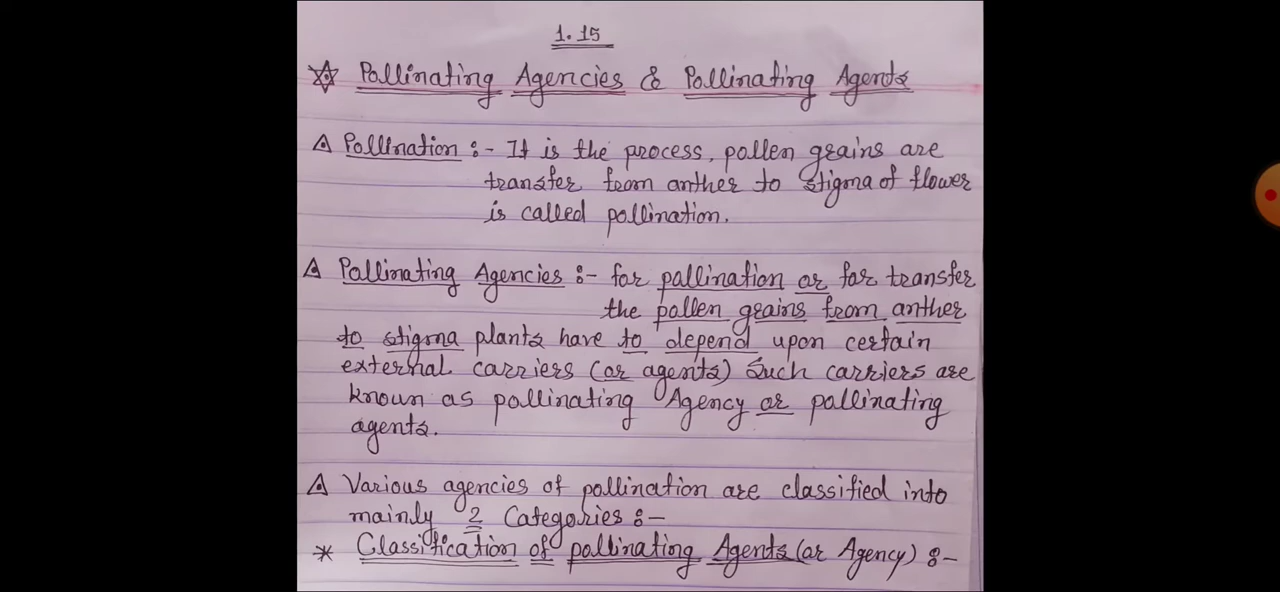 1.15
Pollinating Agencies & Pollinating Agents
Pollination :- It is the process, pollen grains are
transfer from anther to stigma of flower
is called pollination.
Pollinating Agencies :- for pallination or for transfer
the pollen grains from anther
to stigma plants have to depend upon certain
external carriers (or agents) Such carriers are
known as pollinating Agency or pallinating
agents.
Various agencies of pollination are classified into
mainly 2 Categories :-
* Classification of pollinating Agents (or Agency) :-